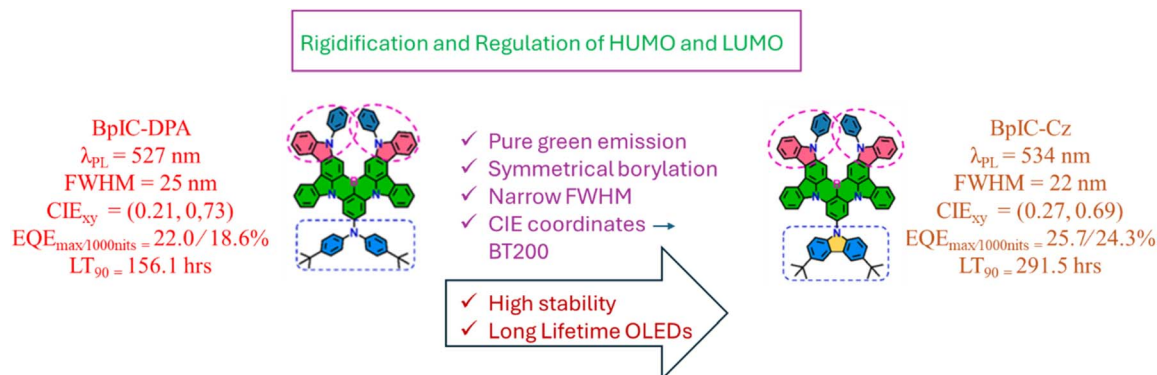 Rigidification and Regulation of HUMO and LUMO
BpIC-DPA
λPL = 527 nm
FWHM = 25 nm
CIExy = (0.21, 0,73)
EQEmax/1000nits = 22.0/18.6%
LT90 = 156.1 hrs
N
N
B
N
N
N
✓ Pure green emission
✓ Symmetrical borylation
✓ Narrow FWHM
✓ CIE coordinates →
BT200
✓ High stability
✓ Long Lifetime OLEDs
N
N
B
N
N
N
BpIC-Cz
λPL = 534 nm
FWHM = 22 nm
CIExy = (0.27, 0.69)
EQEmax/1000nits = 25.7/24.3%
LT90 = 291.5 hrs